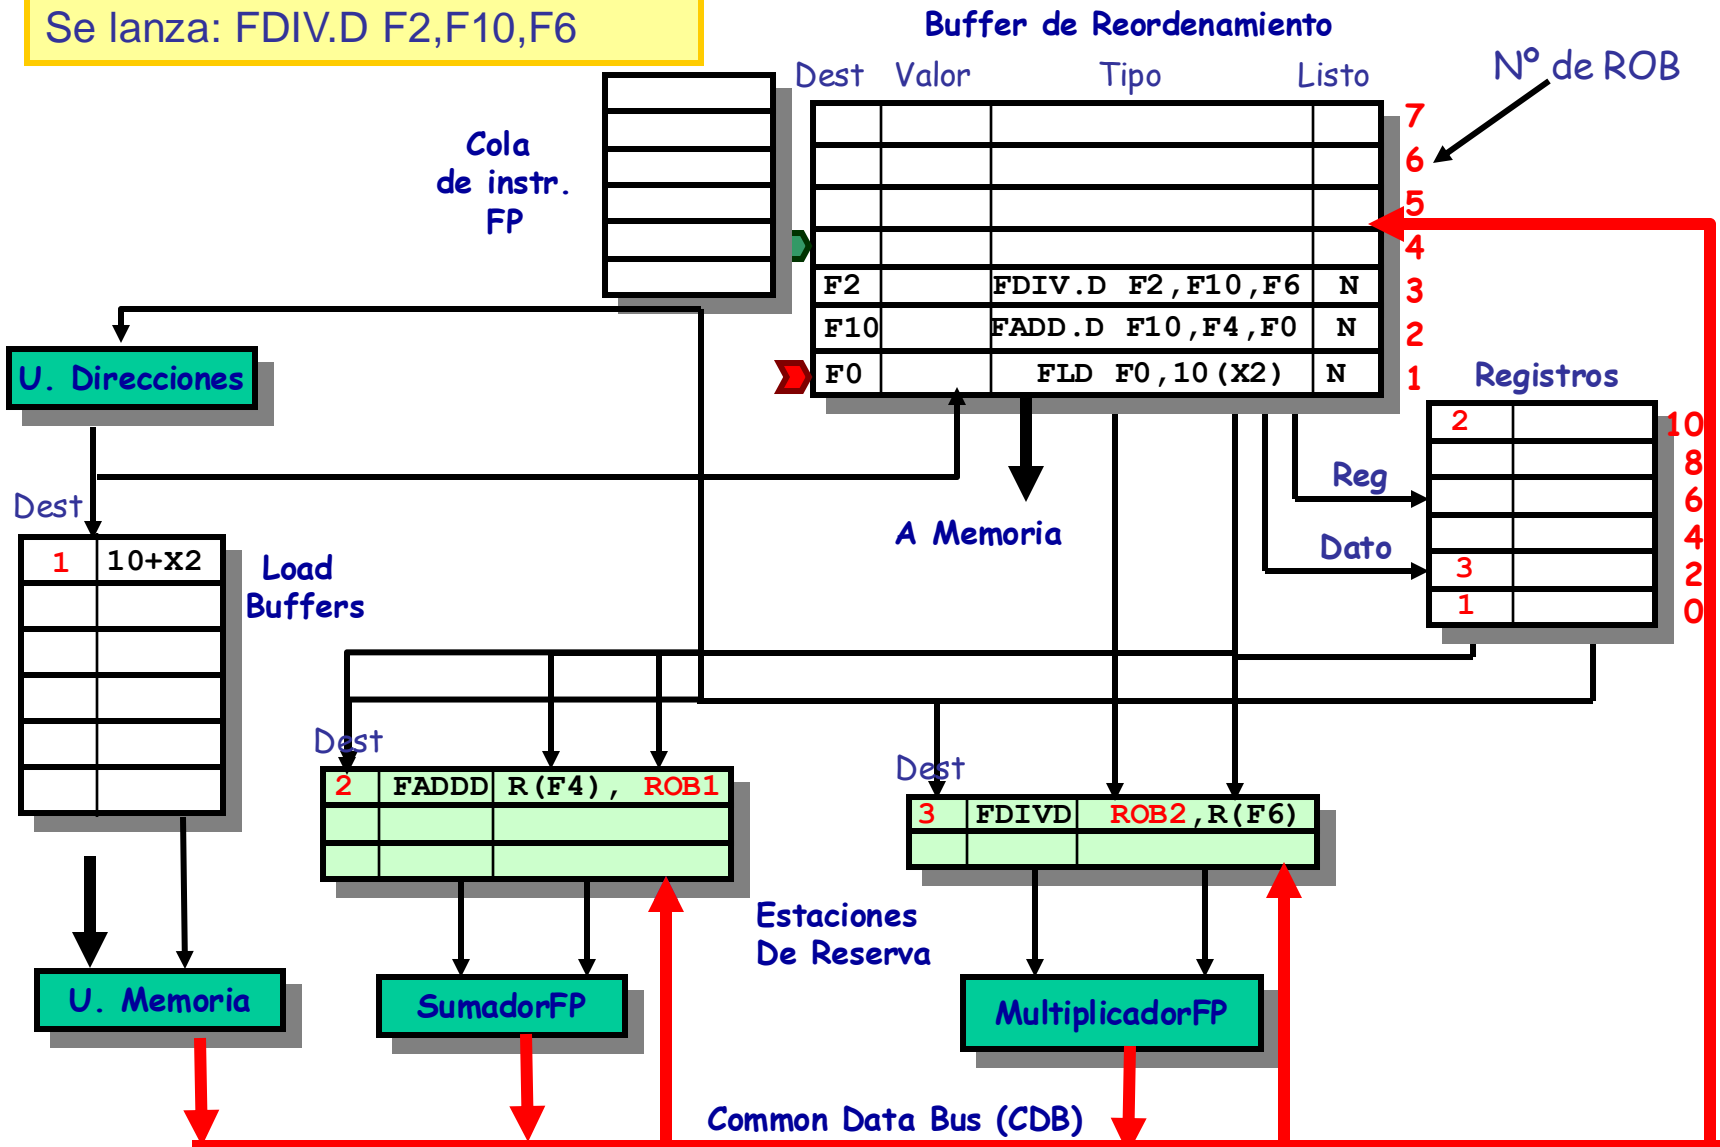 Se lanza: FDIV.D F2,F10,F6
Buffer de Reordenamiento
Dest Valor Tipo Listo
Nº de ROB
Cola
de instr.
FP
7
6
5
4
F2 FDIV.D F2,F10,F6 N 3
F10 FADD.D F10,F4,F0 N 2
F0 FLD F0,10(X2) N 1
U. Direcciones
Registros
2 10
8
6
4
3 2
1 0
Reg
Dato
A Memoria
Dest
1 10+X2
Load
Buffers
Dest
2 FADDD R(F4), ROB1
Dest
3 FDIVD ROB2,R(F6)
Estaciones
De Reserva
U. Memoria
SumadorFP
MultiplicadorFP
Common Data Bus (CDB)